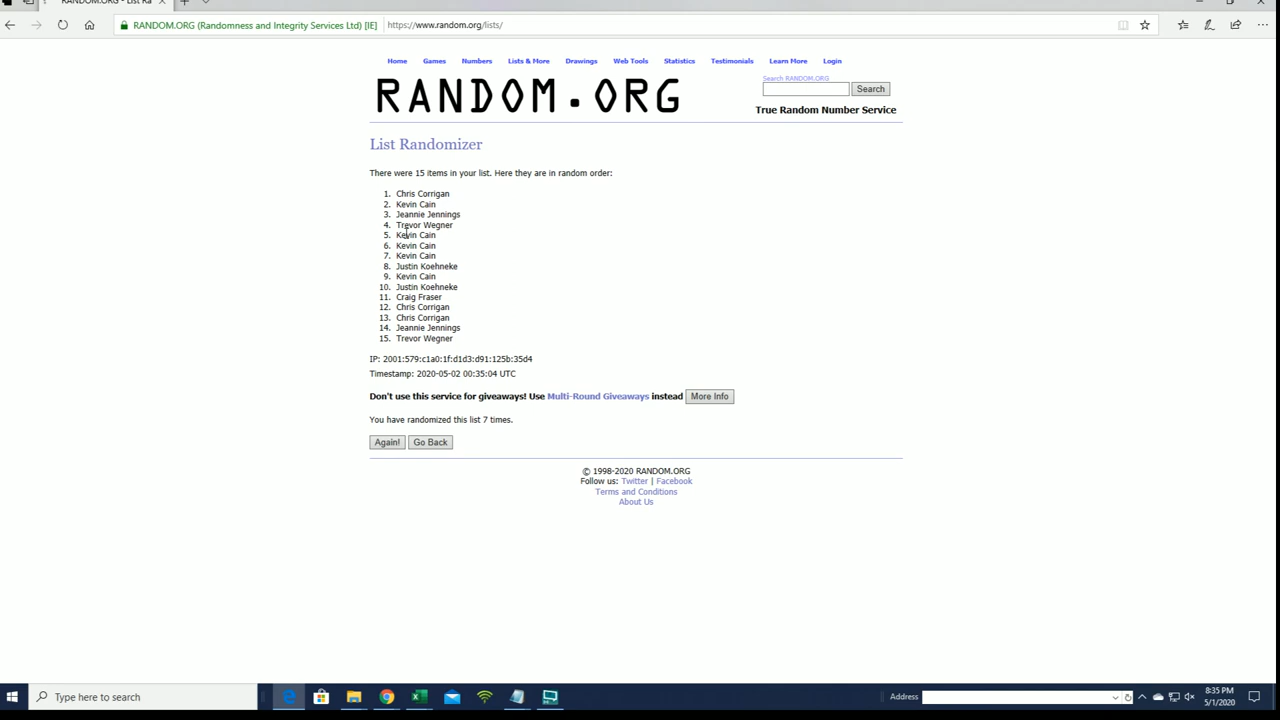 RANDOM.ORG - List Ra
RANDOM.ORG (Randomness and Integrity Services Ltd) [IE] https://www.random.org/lists/
Home Games Numbers Lists & More Drawings Web Tools Statistics Testimonials Learn More Login
Search RANDOM.ORG
RANDOM.ORG
Search
True Random Number Service
List Randomizer
There were 15 items in your list. Here they are in random order:
1. Chris Corrigan
2. Kevin Cain
3. Jeannie Jennings
4. Trevor Wegner
5. Kevin Cain
6. Kevin Cain
7. Kevin Cain
8. Justin Koehneke
9. Kevin Cain
10. Justin Koehneke
11. Craig Fraser
12. Chris Corrigan
13. Chris Corrigan
14. Jeannie Jennings
15. Trevor Wegner
IP: 2001:579:c1a0:1f:d1d3:d91:125b:35d4
Timestamp: 2020-05-02 00:35:04 UTC
Don't use this service for giveaways! Use Multi-Round Giveaways instead More Info
You have randomized this list 7 times.
Again! Go Back
© 1998-2020 RANDOM.ORG
Follow us: Twitter | Facebook
Terms and Conditions
About Us
Type here to search
Address
8:35 PM
5/1/2020